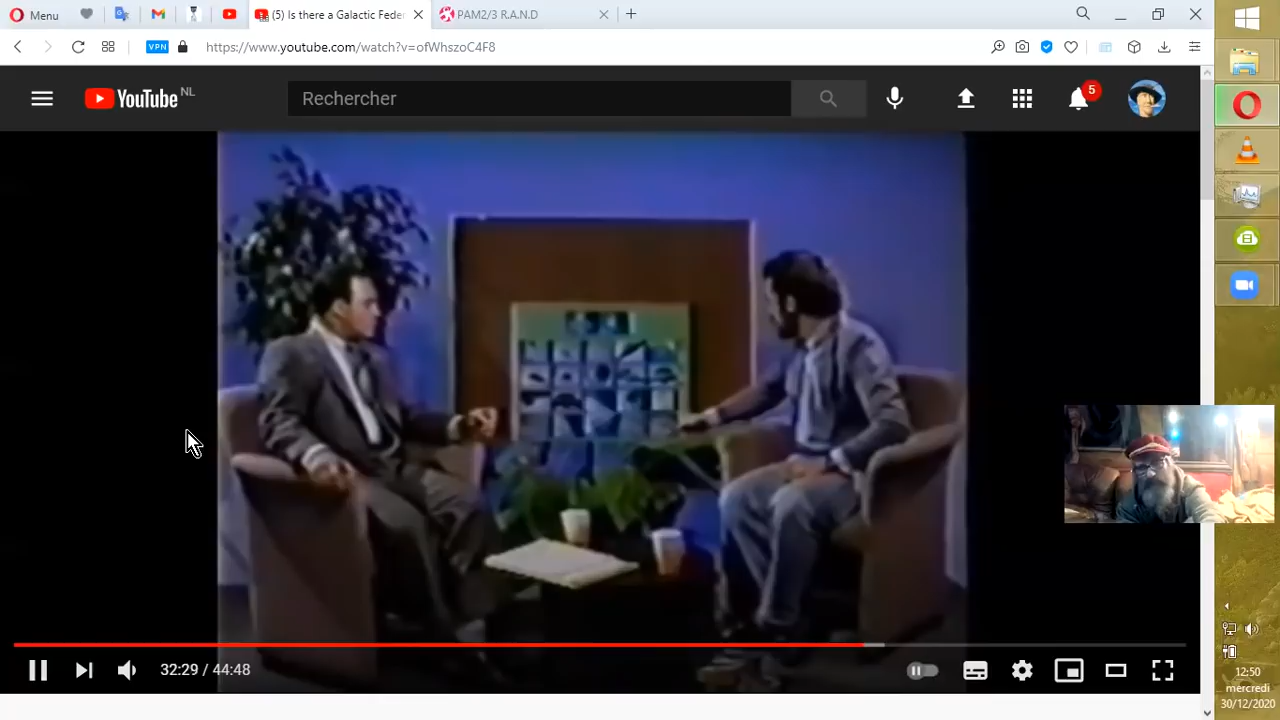 Menu
(5) Is there a Galactic Feder
PAM2/3 R.A.N.D
VPN
https://www.youtube.com/watch?v=ofWhszoC4F8
YouTube NL
Rechercher
5
32:29 / 44:48
12:50
mercredi
30/12/2020